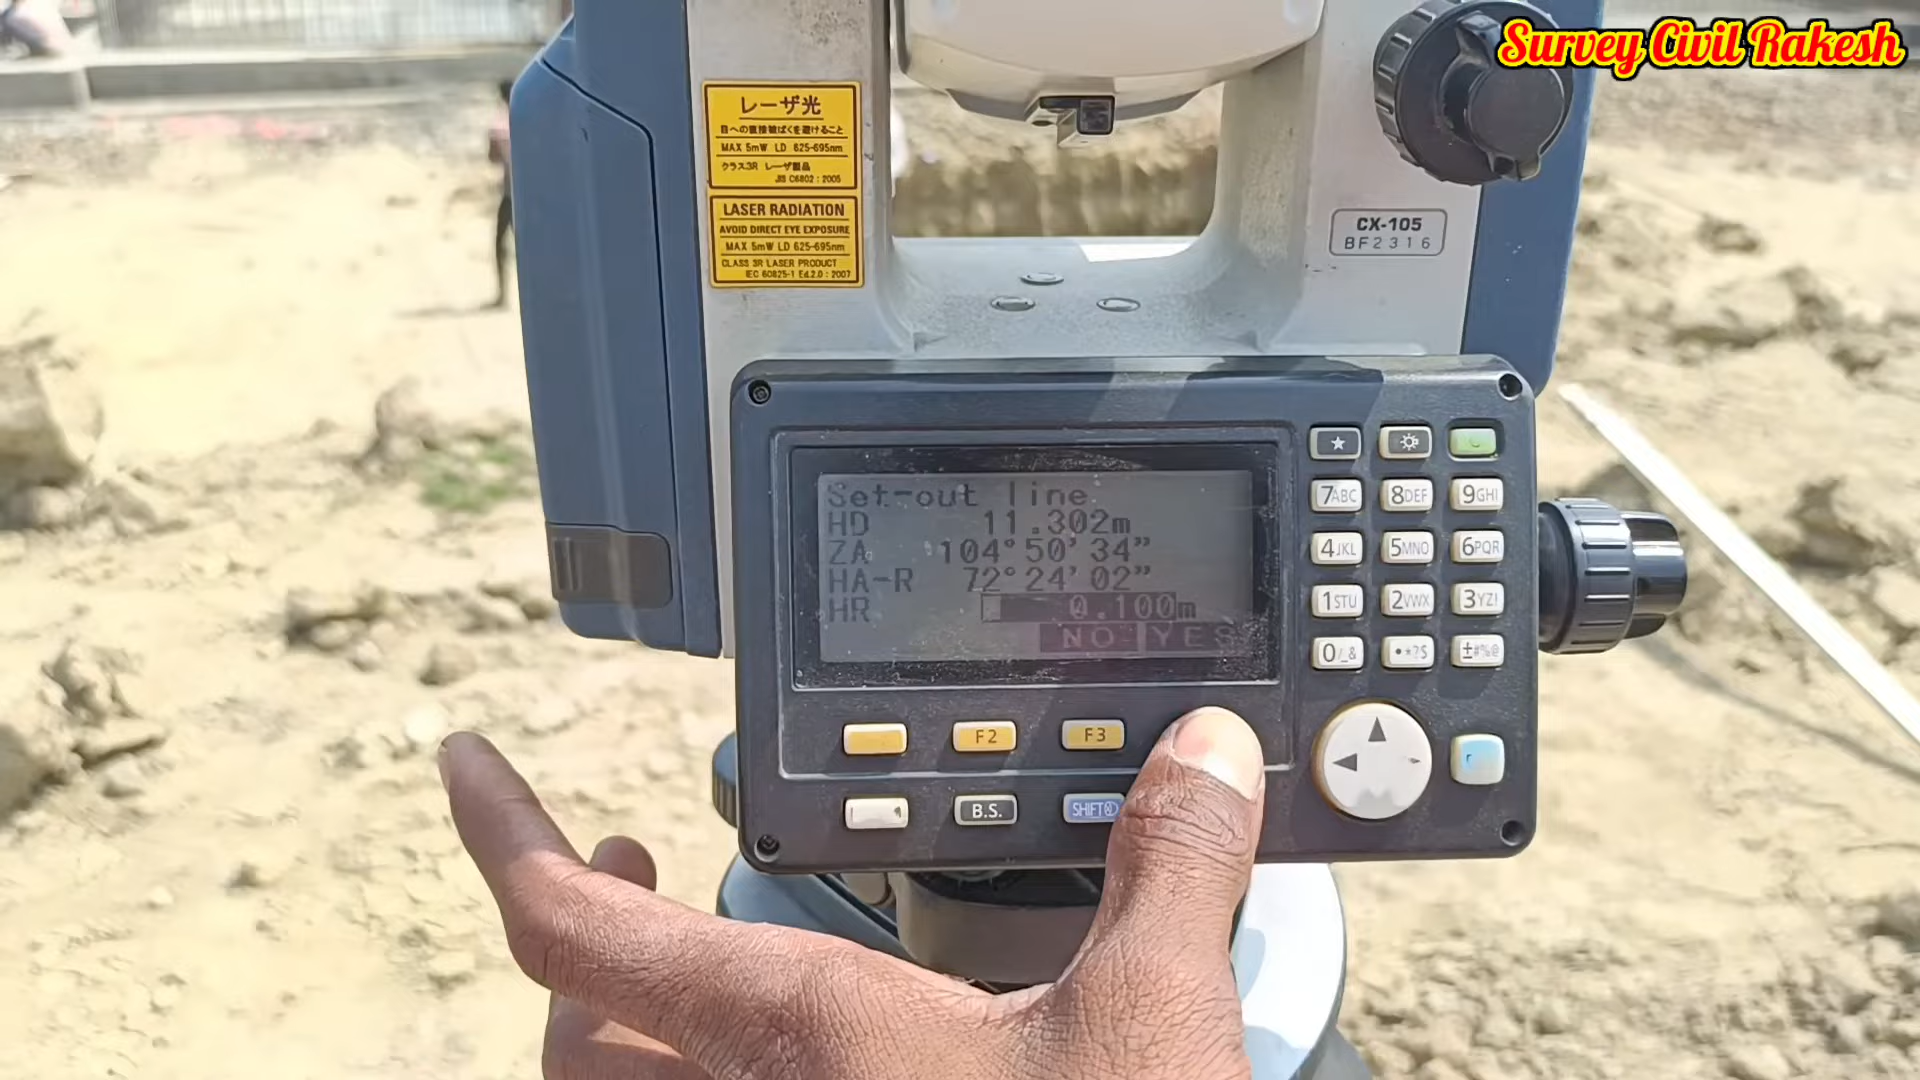 Survey Civil Rakesh
レーザ光
目への直接被ばくを避けること
MAX 5mW LD 625-695nm
クラス3R レーザ製品
JIS C6802:2005
LASER RADIATION
AVOID DIRECT EYE EXPOSURE
MAX 5mW LD 625-695nm
CLASS 3R LASER PRODUCT
IEC 60825-1 Ed.2.0:2007
CX-105
BF2316
Set-out line
HD 11.302m
ZA 104°50'34"
HA-R 72°24'02"
HR 0.100m
NO YES
★
7ABC 8DEF 9GHI
4JKL 5MNO 6PQR
1STU 2VWX 3YZ!
0/_& •*?$ ±#%@
F2 F3
B.S. SHIFT